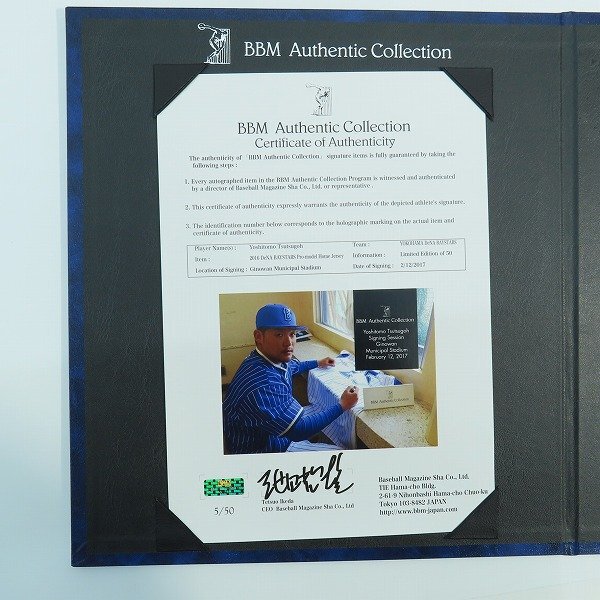 BBM Authentic Collection
BBM Authentic Collection
Certificate of Authenticity
The authenticity of 「BBM Authentic Collection」 signature items is fully guaranteed by taking the
following steps :
1. Every autographed item in the BBM Authentic Collection Program is witnessed and authenticated
by a director of Baseball Magazine Sha Co., Ltd. or representative .
2. This certificate of authenticity expressly warrants the authenticity of the depicted athlete's signature.
3. The identification number below corresponds to the holographic marking on the actual item and
certificate of authenticity.
Player Name(s) : Yoshitomo Tsutsugoh Team : YOKOHAMA DeNA BAYSTARS
Item : 2016 DeNA BAYSTARS Pro-model Home Jersey Information : Limited Edition of 50
Location of Signing : Ginowan Municipal Stadium Date of Signing : 2/12/2017
BBM Authentic Collection
Yoshitomo Tsutsugoh
Signing Session
Ginowan
Municipal Stadium
February 12, 2017
BBM Authentic Collection
5/50
Tetsuo Ikeda
CEO Baseball Magazine Sha Co., Ltd
Baseball Magazine Sha Co., Ltd.
TIE Hama-cho Bldg.
2-61-9 Nihonbashi Hama-cho Chuo-ku
Tokyo 103-8482 JAPAN
http://www.bbm-japan.com